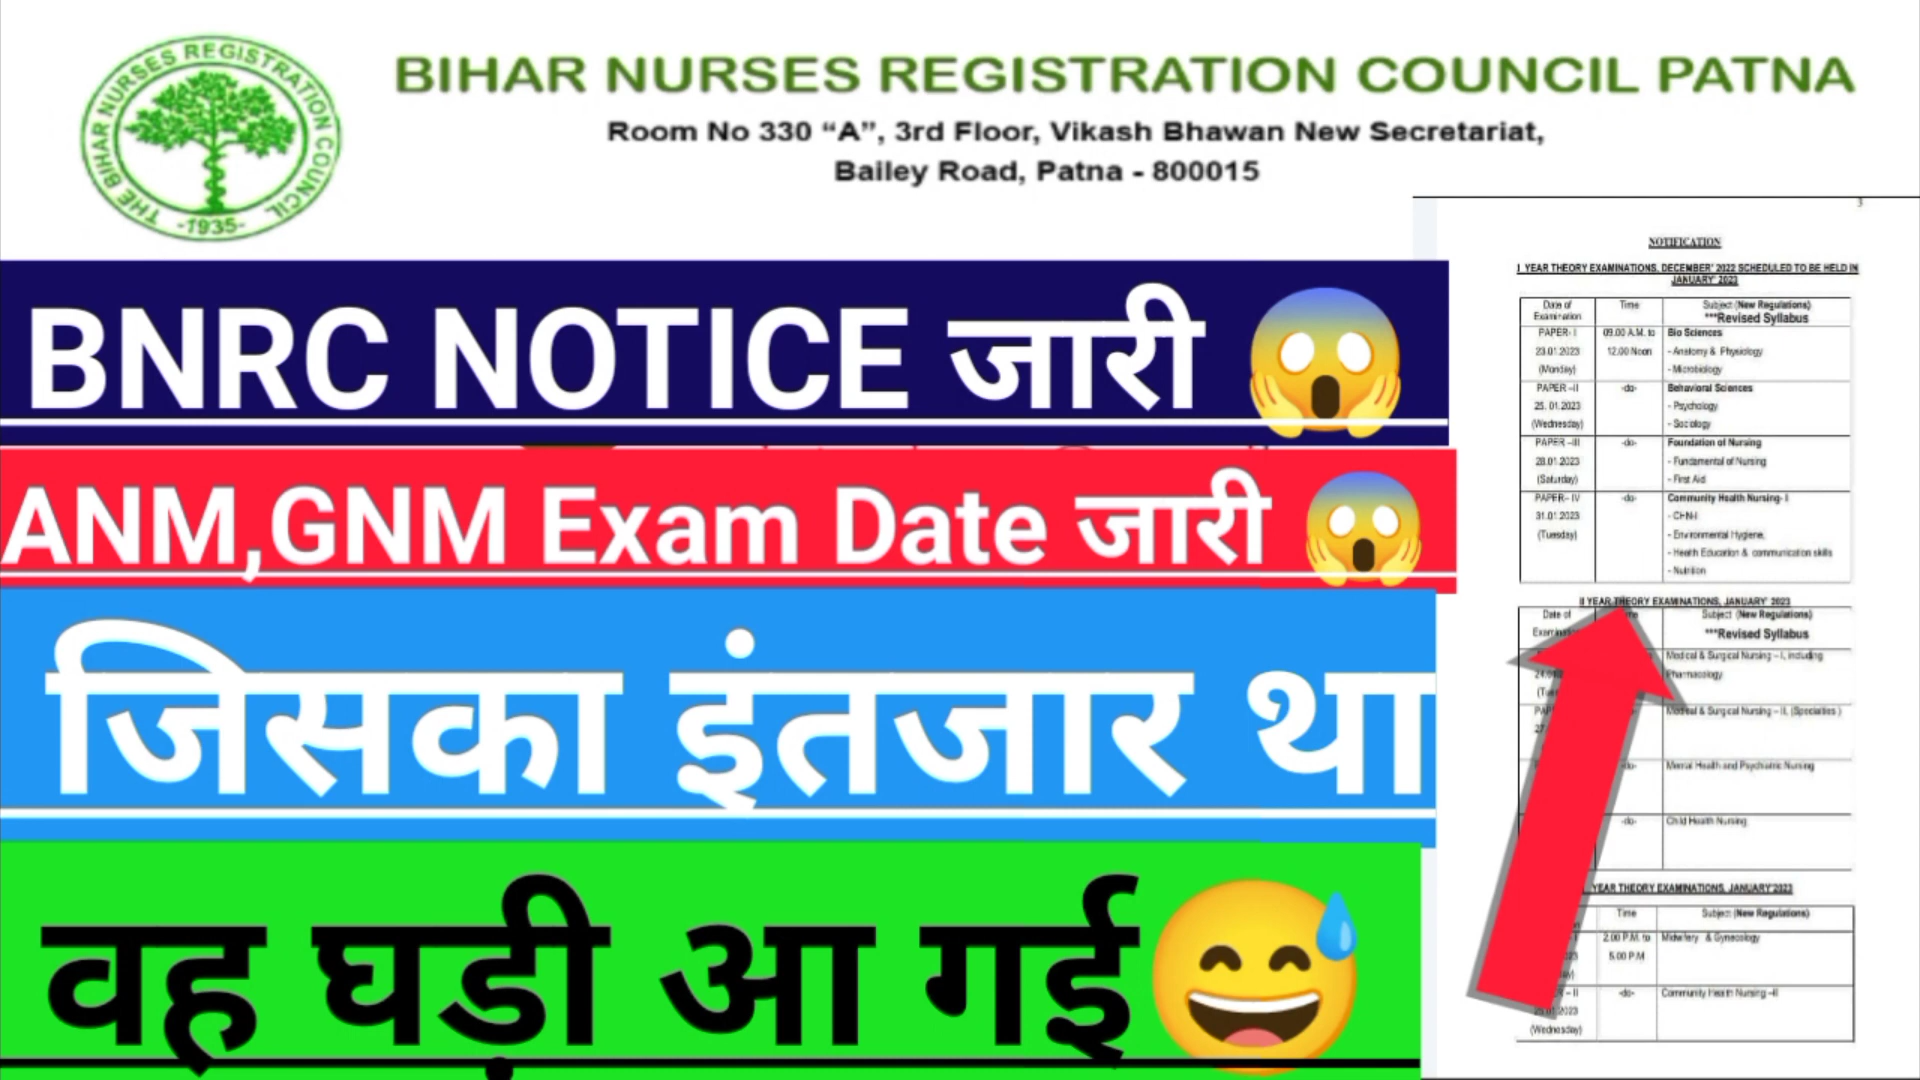 THE BIHAR NURSES REGISTRATION COUNCIL
-1935-
BIHAR NURSES REGISTRATION COUNCIL PATNA
Room No 330 “A”, 3rd Floor, Vikash Bhawan New Secretariat,
Bailey Road, Patna - 800015
BNRC NOTICE जारी 😱
ANM,GNM Exam Date जारी 😱
जिसका इंतजार था
वह घड़ी आ गई😅
3
NOTIFICATION
I YEAR THEORY EXAMINATIONS, DECEMBER' 2022 SCHEDULED TO BE HELD IN
JANUARY' 2023
Date of Examination Time Subject (New Regulations)
***Revised Syllabus
PAPER- I 09.00 A.M. to Bio Sciences
23.01.2023 12.00 Noon - Anatomy & Physiology
(Monday) - Microbiology
PAPER –II -do- Behavioral Sciences
25.01.2023 - Psychology
(Wednesday) - Sociology
PAPER –III -do- Foundation of Nursing
28.01.2023 - Fundamental of Nursing
(Saturday) - First Aid
PAPER– IV -do- Community Health Nursing- I
31.01.2023 - CHN-I
(Tuesday) - Environmental Hygiene,
- Health Education & communication skills
- Nutrition
II YEAR THEORY EXAMINATIONS, JANUARY' 2023
Date of Subject (New Regulations)
***Revised Syllabus
Medical & Surgical Nursing – I, including
Pharmacology
Medical & Surgical Nursing – II, (Specialties )
-do- Mental Health and Psychiatric Nursing
-do- Child Health Nursing
YEAR THEORY EXAMINATIONS, JANUARY'2023
Time Subject (New Regulations)
2.00 P.M. to Midwifery & Gynecology
5.00 P.M
– II -do- Community Health Nursing –II
2023
(Wednesday)